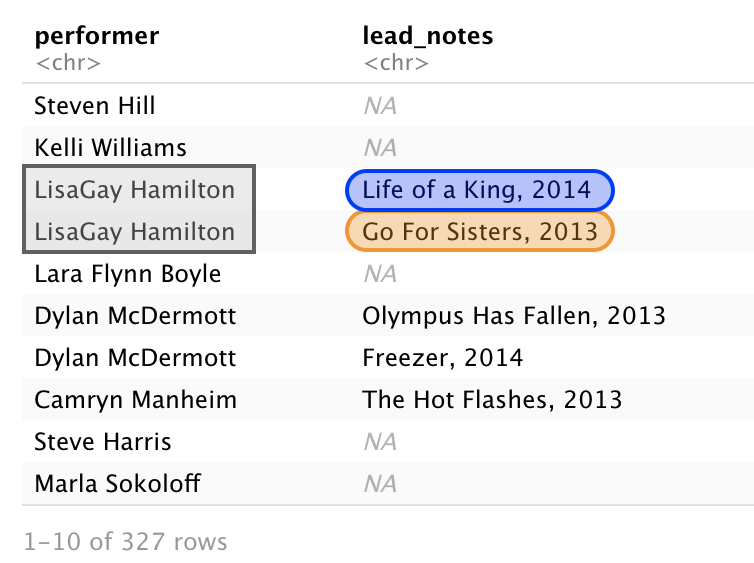 performer lead_notes
<chr> <chr>
Steven Hill NA
Kelli Williams NA
LisaGay Hamilton Life of a King, 2014
LisaGay Hamilton Go For Sisters, 2013
Lara Flynn Boyle NA
Dylan McDermott Olympus Has Fallen, 2013
Dylan McDermott Freezer, 2014
Camryn Manheim The Hot Flashes, 2013
Steve Harris NA
Marla Sokoloff NA
1-10 of 327 rows